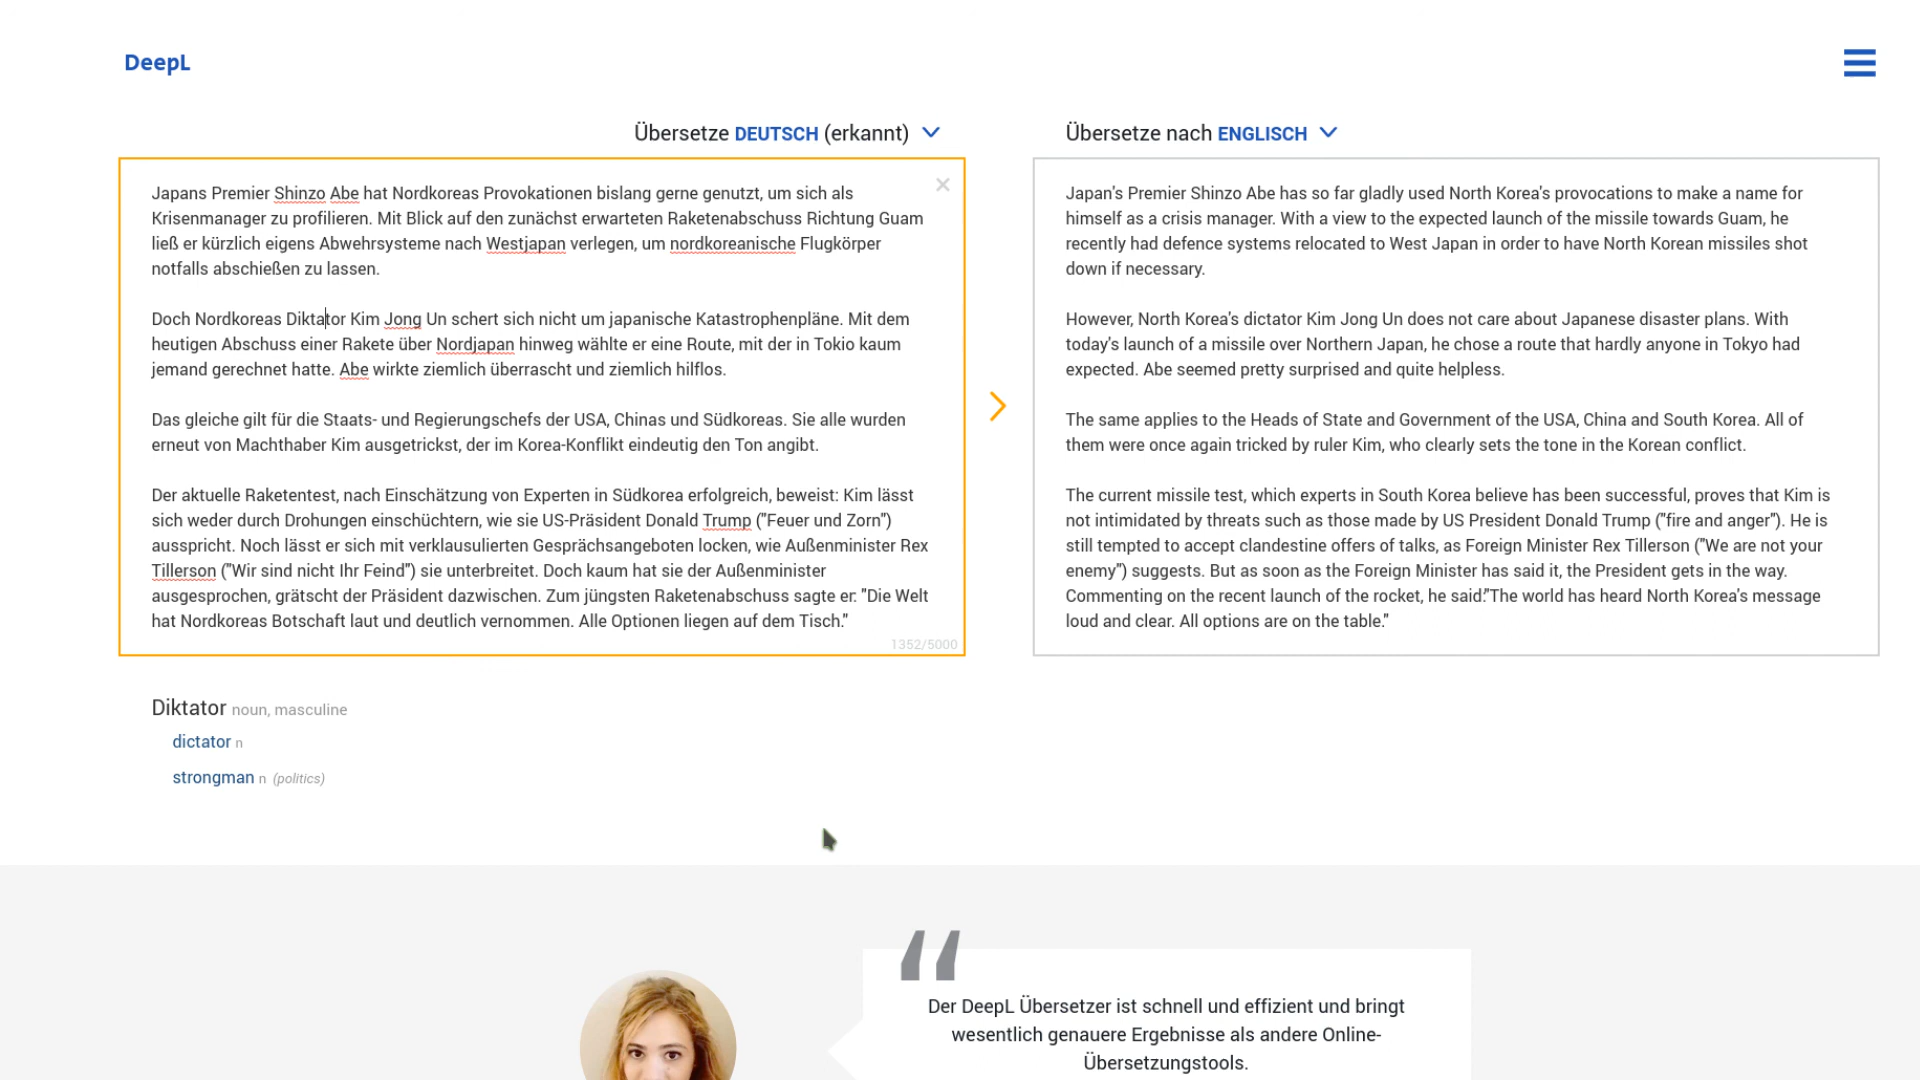 DeepL
Übersetze DEUTSCH (erkannt)
Japans Premier Shinzo Abe hat Nordkoreas Provokationen bislang gerne genutzt, um sich als
Krisenmanager zu profilieren. Mit Blick auf den zunächst erwarteten Raketenabschuss Richtung Guam
ließ er kürzlich eigens Abwehrsysteme nach Westjapan verlegen, um nordkoreanische Flugkörper
notfalls abschießen zu lassen.
Doch Nordkoreas Diktator Kim Jong Un schert sich nicht um japanische Katastrophenpläne. Mit dem
heutigen Abschuss einer Rakete über Nordjapan hinweg wählte er eine Route, mit der in Tokio kaum
jemand gerechnet hatte. Abe wirkte ziemlich überrascht und ziemlich hilflos.
Das gleiche gilt für die Staats- und Regierungschefs der USA, Chinas und Südkoreas. Sie alle wurden
erneut von Machthaber Kim ausgetrickst, der im Korea-Konflikt eindeutig den Ton angibt.
Der aktuelle Raketentest, nach Einschätzung von Experten in Südkorea erfolgreich, beweist: Kim lässt
sich weder durch Drohungen einschüchtern, wie sie US-Präsident Donald Trump ("Feuer und Zorn")
ausspricht. Noch lässt er sich mit verklausulierten Gesprächsangeboten locken, wie Außenminister Rex
Tillerson ("Wir sind nicht Ihr Feind") sie unterbreitet. Doch kaum hat sie der Außenminister
ausgesprochen, grätscht der Präsident dazwischen. Zum jüngsten Raketenabschuss sagte er: "Die Welt
hat Nordkoreas Botschaft laut und deutlich vernommen. Alle Optionen liegen auf dem Tisch."
1352/5000
Übersetze nach ENGLISCH
Japan's Premier Shinzo Abe has so far gladly used North Korea's provocations to make a name for
himself as a crisis manager. With a view to the expected launch of the missile towards Guam, he
recently had defence systems relocated to West Japan in order to have North Korean missiles shot
down if necessary.
However, North Korea's dictator Kim Jong Un does not care about Japanese disaster plans. With
today's launch of a missile over Northern Japan, he chose a route that hardly anyone in Tokyo had
expected. Abe seemed pretty surprised and quite helpless.
The same applies to the Heads of State and Government of the USA, China and South Korea. All of
them were once again tricked by ruler Kim, who clearly sets the tone in the Korean conflict.
The current missile test, which experts in South Korea believe has been successful, proves that Kim is
not intimidated by threats such as those made by US President Donald Trump ("fire and anger"). He is
still tempted to accept clandestine offers of talks, as Foreign Minister Rex Tillerson ("We are not your
enemy") suggests. But as soon as the Foreign Minister has said it, the President gets in the way.
Commenting on the recent launch of the rocket, he said:"The world has heard North Korea's message
loud and clear. All options are on the table."
Diktator noun, masculine
dictator n
strongman n (politics)
Der DeepL Übersetzer ist schnell und effizient und bringt
wesentlich genauere Ergebnisse als andere Online-
Übersetzungstools.